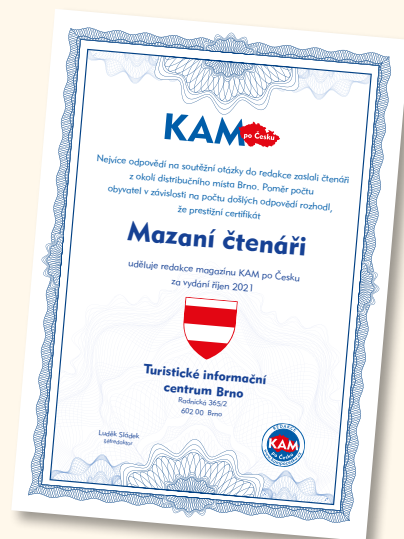 KAM
po Česku
Nejvíce odpovědí na soutěžní otázky do redakce zaslali čtenáři
z okolí distribučního místa Brno. Poměr počtu
obyvatel v závislosti na počtu došlých odpovědí rozhodl,
že prestižní certifikát
Mazaní čtenáři
uděluje redakce magazínu KAM po Česku
za vydání říjen 2021
Turistické informační
centrum Brno
Radnická 365/2
602 00 Brno
Luděk Sládek
šéfredaktor
REDAKCE
KAM
po Česku